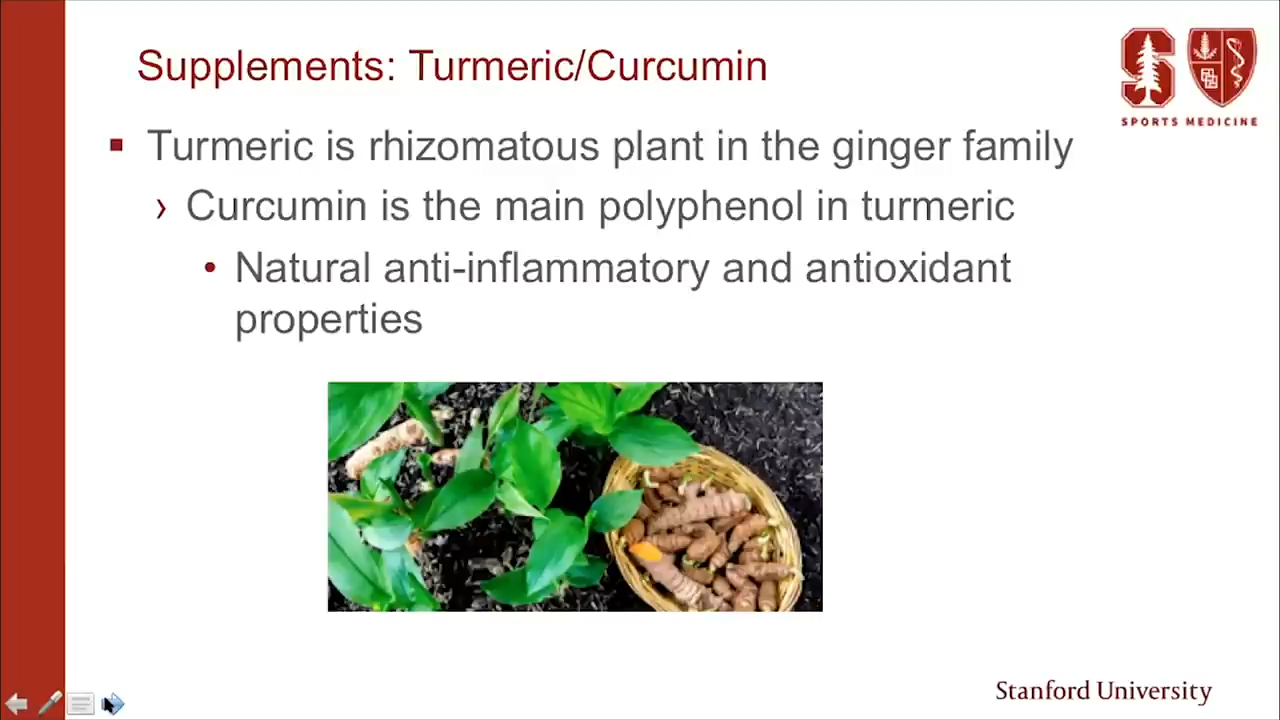 Supplements: Turmeric/Curcumin
S
SPORTS MEDICINE
Turmeric is rhizomatous plant in the ginger family
Curcumin is the main polyphenol in turmeric
Natural anti-inflammatory and antioxidant
properties
Stanford University